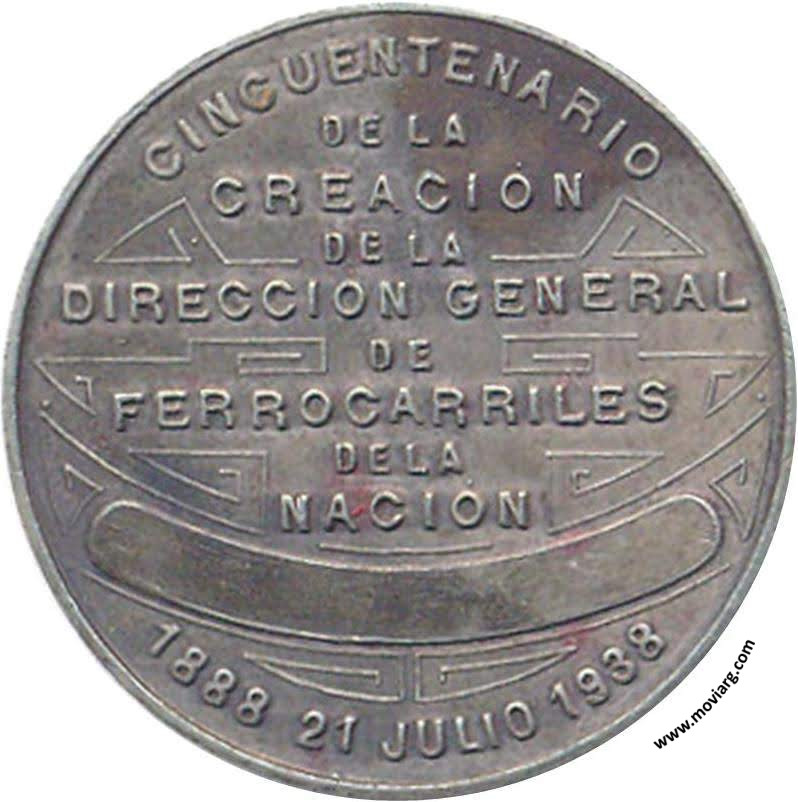 CINCUENTENARIO
DE LA
CREACIÓN
DE LA
DIRECCION GENERAL
DE
FERROCARRILES
DE LA
NACIÓN
1888 21 JULIO 1938
www.moviarg.com